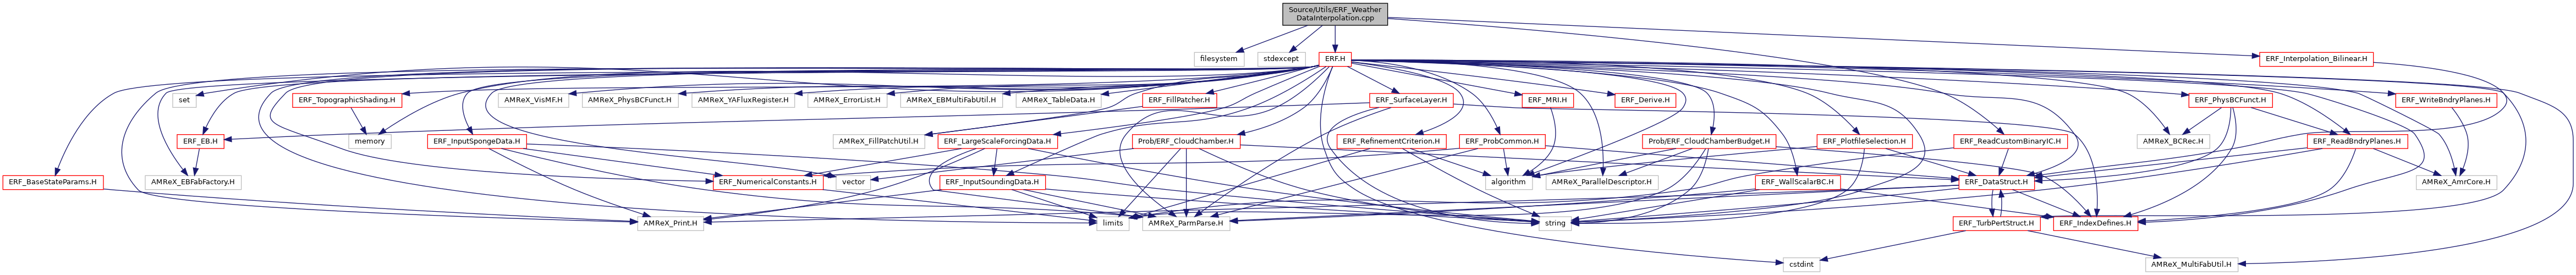 Source/Utils/ERF_Weather
DataInterpolation.cpp
filesystem
stdexcept
ERF.H
ERF_Interpolation_Bilinear.H
set
ERF_TopographicShading.H
AMReX_VisMF.H
AMReX_PhysBCFunct.H
AMReX_YAFluxRegister.H
AMReX_ErrorList.H
AMReX_EBMultiFabUtil.H
AMReX_TableData.H
ERF_FillPatcher.H
ERF_SurfaceLayer.H
ERF_MRI.H
ERF_Derive.H
ERF_PhysBCFunct.H
ERF_WriteBndryPlanes.H
ERF_EB.H
memory
ERF_InputSpongeData.H
AMReX_FillPatchUtil.H
ERF_LargeScaleForcingData.H
Prob/ERF_CloudChamber.H
ERF_RefinementCriterion.H
ERF_ProbCommon.H
Prob/ERF_CloudChamberBudget.H
ERF_PlotfileSelection.H
ERF_ReadCustomBinaryIC.H
AMReX_BCRec.H
ERF_ReadBndryPlanes.H
ERF_BaseStateParams.H
AMReX_EBFabFactory.H
ERF_NumericalConstants.H
vector
ERF_InputSoundingData.H
algorithm
AMReX_ParallelDescriptor.H
ERF_WallScalarBC.H
ERF_DataStruct.H
AMReX_AmrCore.H
AMReX_Print.H
limits
AMReX_ParmParse.H
string
ERF_TurbPertStruct.H
ERF_IndexDefines.H
cstdint
AMReX_MultiFabUtil.H